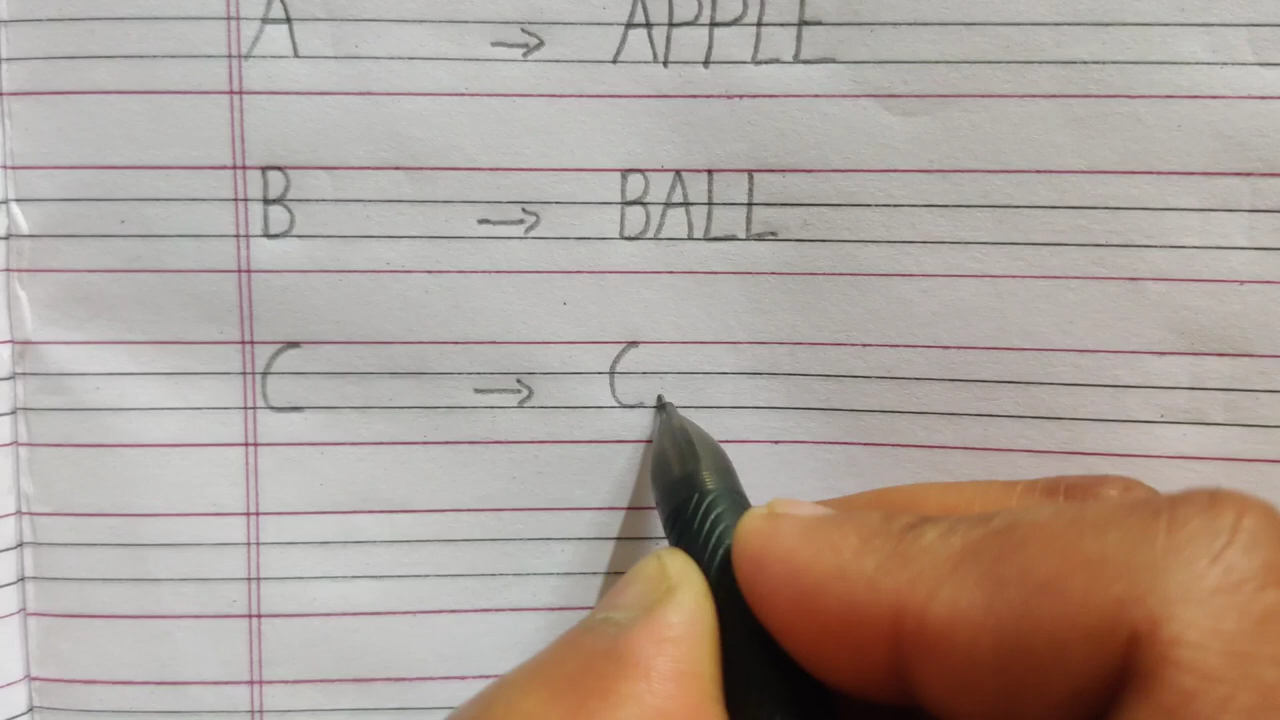 A → APPLE
B → BALL
C → C